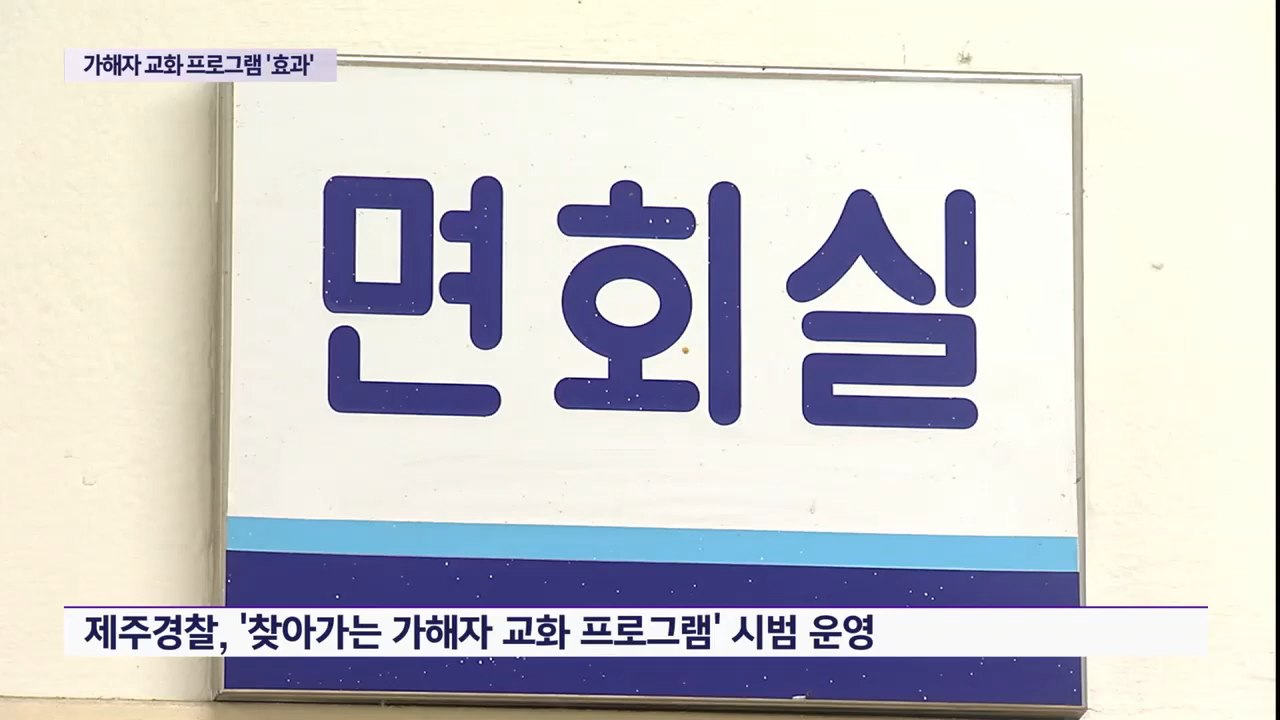 가해자 교화 프로그램 '효과'
면회실
제주경찰, '찾아가는 가해자 교화 프로그램' 시범 운영